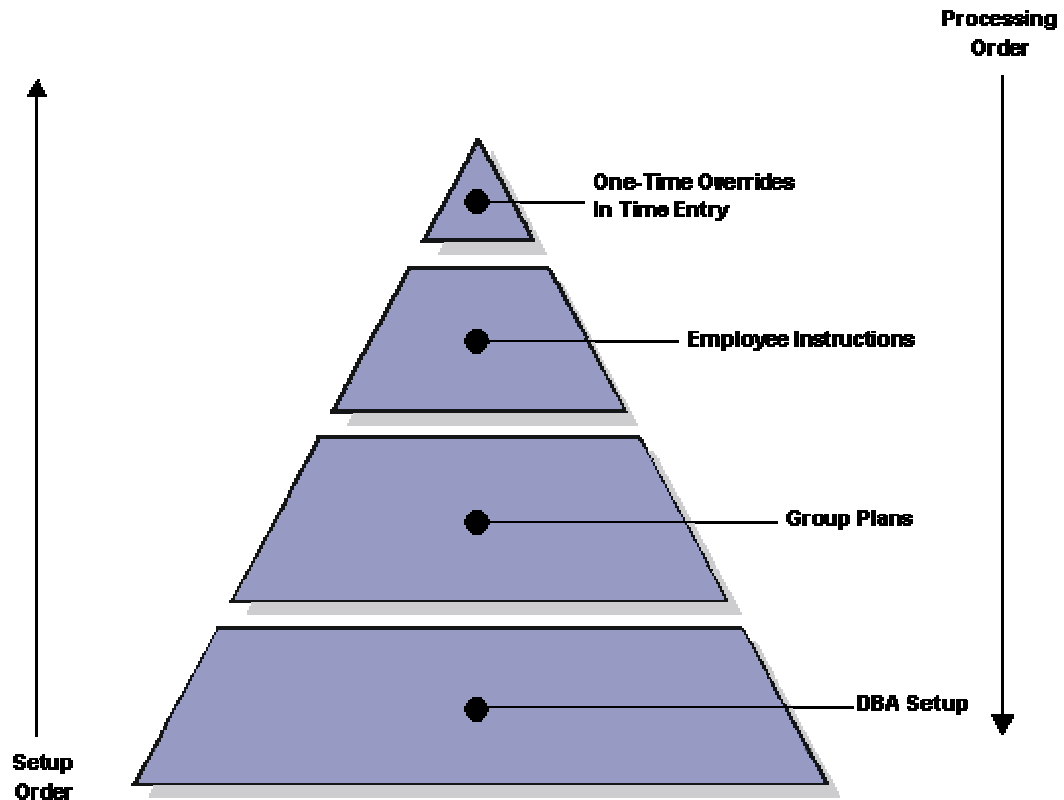 Processing
Order
One-Time Overrides
In Time Entry
Employee Instructions
Group Plans
DBA Setup
Setup
Order